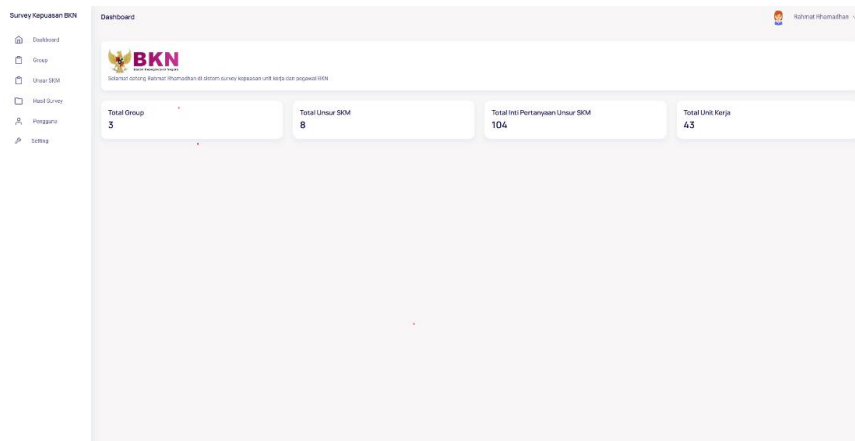 Survey Kepuasan BKN
Dashboard
Rahmat Rhamadhan
Dashboard
Group
Unsur SKM
Hasil Survey
Pengguna
Setting
BKN
Selamat datang Rahmat Rhamadhan di sistem survey kepuasan unit kerja dan pegawai BKN
Total Group
3
Total Unsur SKM
8
Total Inti Pertanyaan Unsur SKM
104
Total Unit Kerja
43